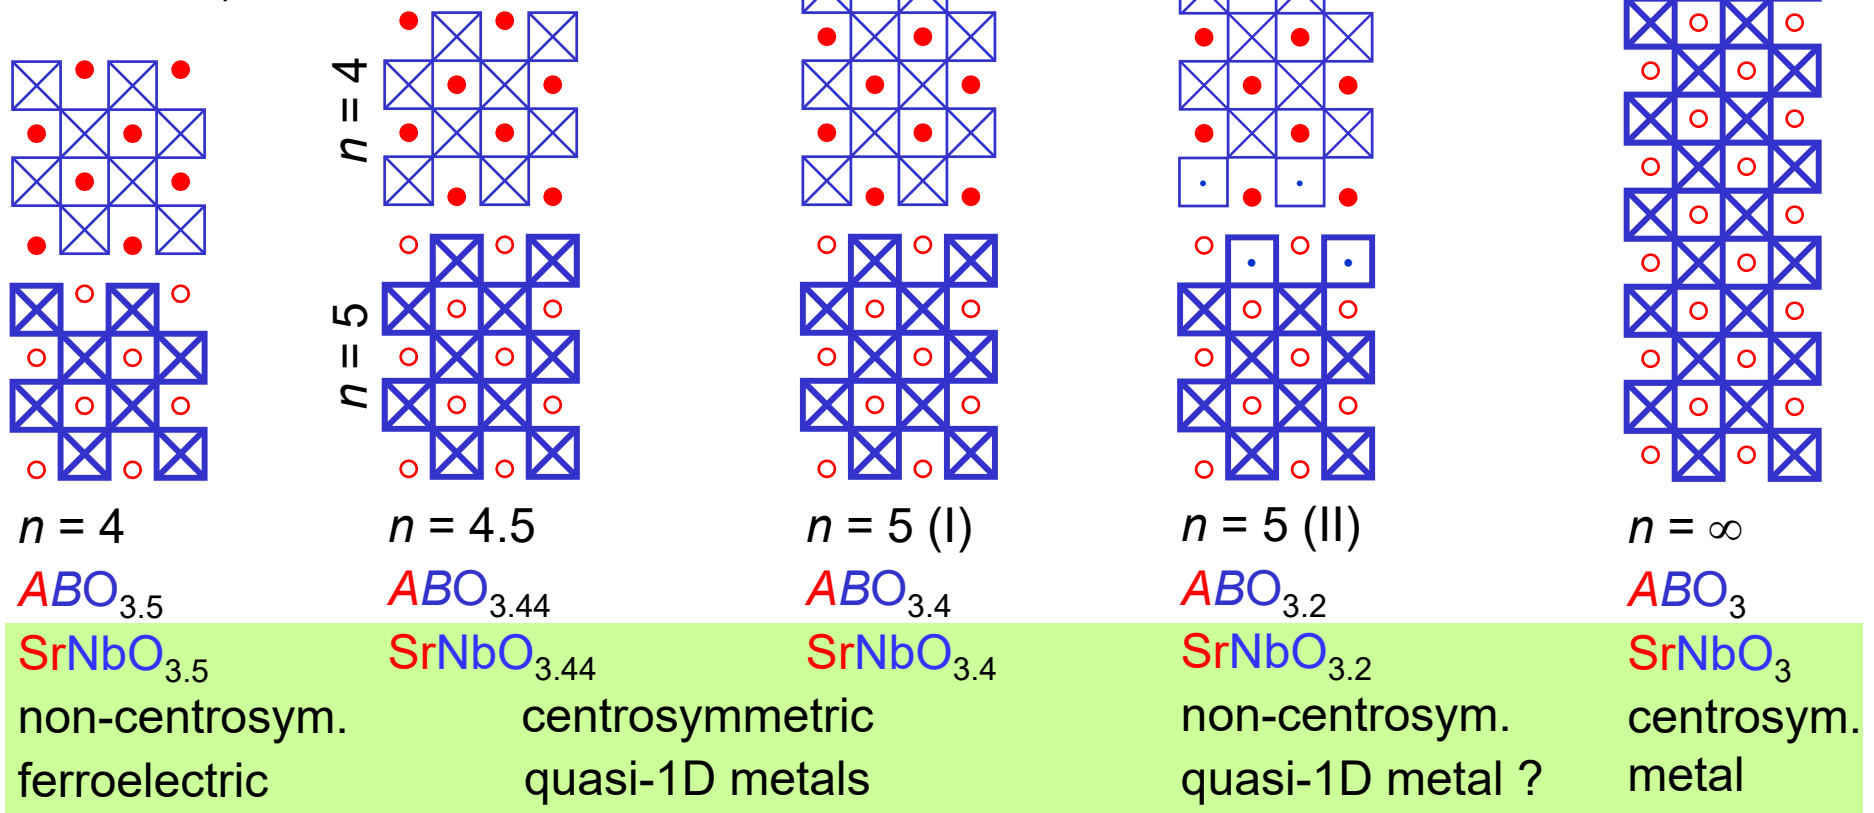 n = 4
n = 5
n = 4 n = 4.5 n = 5 (I) n = 5 (II) n = ∞
ABO3.5 ABO3.44 ABO3.4 ABO3.2 ABO3
SrNbO3.5 SrNbO3.44 SrNbO3.4 SrNbO3.2 SrNbO3
non-centrosym. centrosymmetric non-centrosym. centrosym.
ferroelectric quasi-1D metals quasi-1D metal ? metal